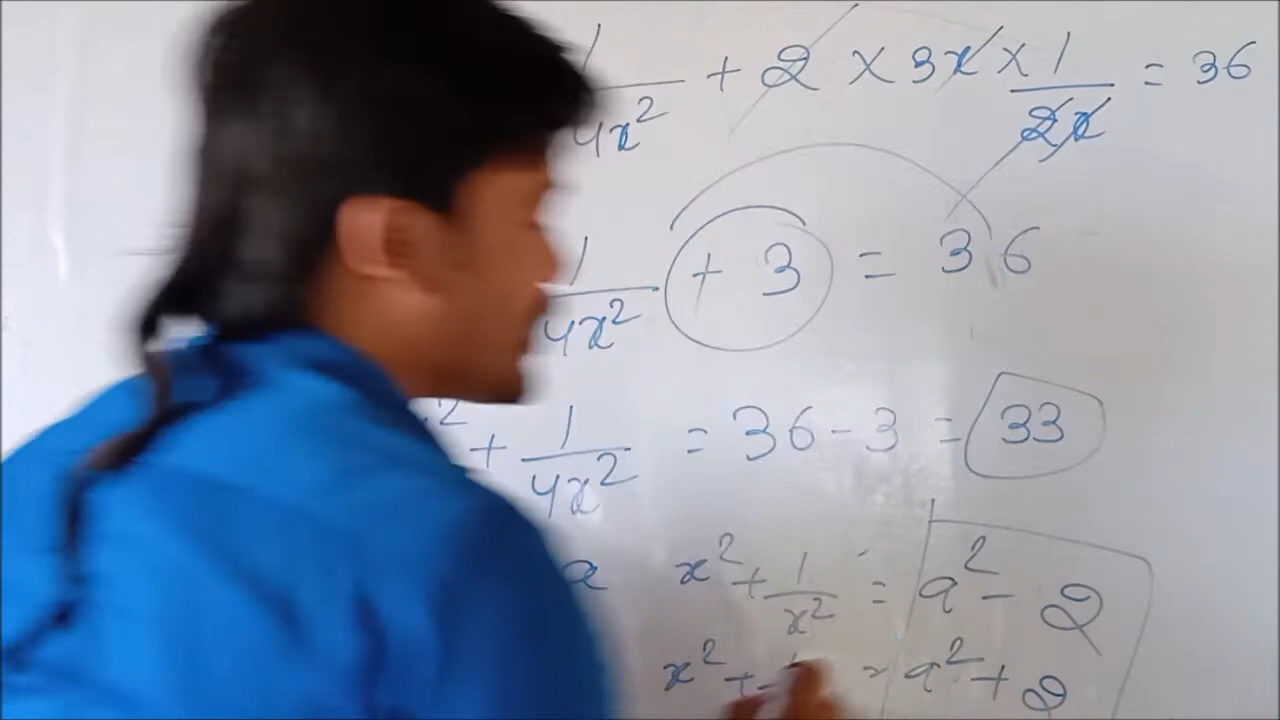 1/4x² + 2 × 3x × 1/2x = 36
1/4x² + 3 = 36
² + 1/4x² = 36 - 3 = 33
a x² + 1/x² = a² - 2
x² + = a² + 2